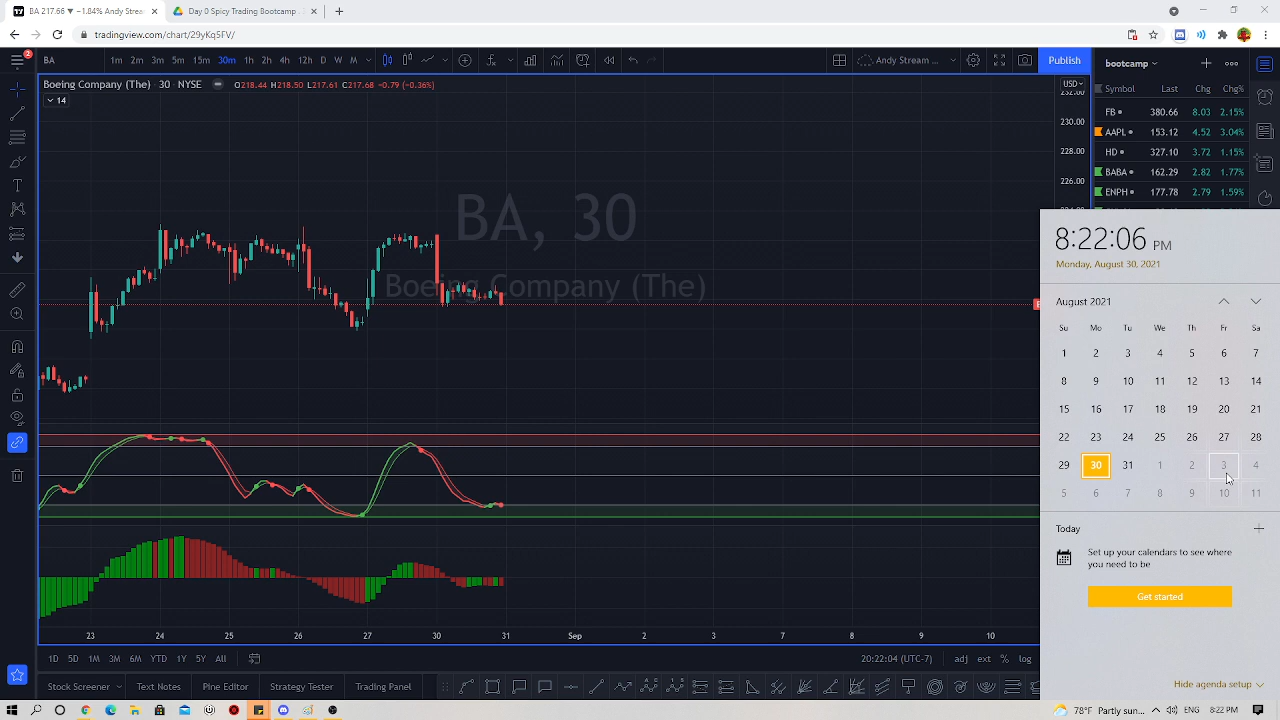 BA 217.66 ▼ −1.84% Andy Stream
Day 0 Spicy Trading Bootcamp
tradingview.com/chart/29yKq5FV/
2
BA
1m 2m 3m 5m 15m 30m 1h 2h 4h 12h D W M
Andy Stream ...
Publish
Boeing Company (The) · 30 · NYSE
O218.44 H218.50 L217.61 C217.68 −0.79 (−0.36%)
14
BA, 30
Boeing Company (The)
USD
232.00
230.00
228.00
226.00
bootcamp
Symbol Last Chg Chg%
FB 380.66 8.03 2.15%
AAPL 153.12 4.52 3.04%
HD 327.10 3.72 1.15%
BABA 162.29 2.82 1.77%
ENPH 177.78 2.79 1.59%
8:22:06 PM
Monday, August 30, 2021
August 2021
Su Mo Tu We Th Fr Sa
1 2 3 4 5 6 7
8 9 10 11 12 13 14
15 16 17 18 19 20 21
22 23 24 25 26 27 28
29 30 31 1 2 3 4
5 6 7 8 9 10 11
Today
Set up your calendars to see where
you need to be
Get started
Hide agenda setup
23 24 25 26 27 30 31 Sep 2 3 7 8 9 10
1D 5D 1M 3M 6M YTD 1Y 5Y All
20:22:04 (UTC-7)
adj ext % log
Stock Screener
Text Notes
Pine Editor
Strategy Tester
Trading Panel
78°F Partly sun...
ENG
8:22 PM